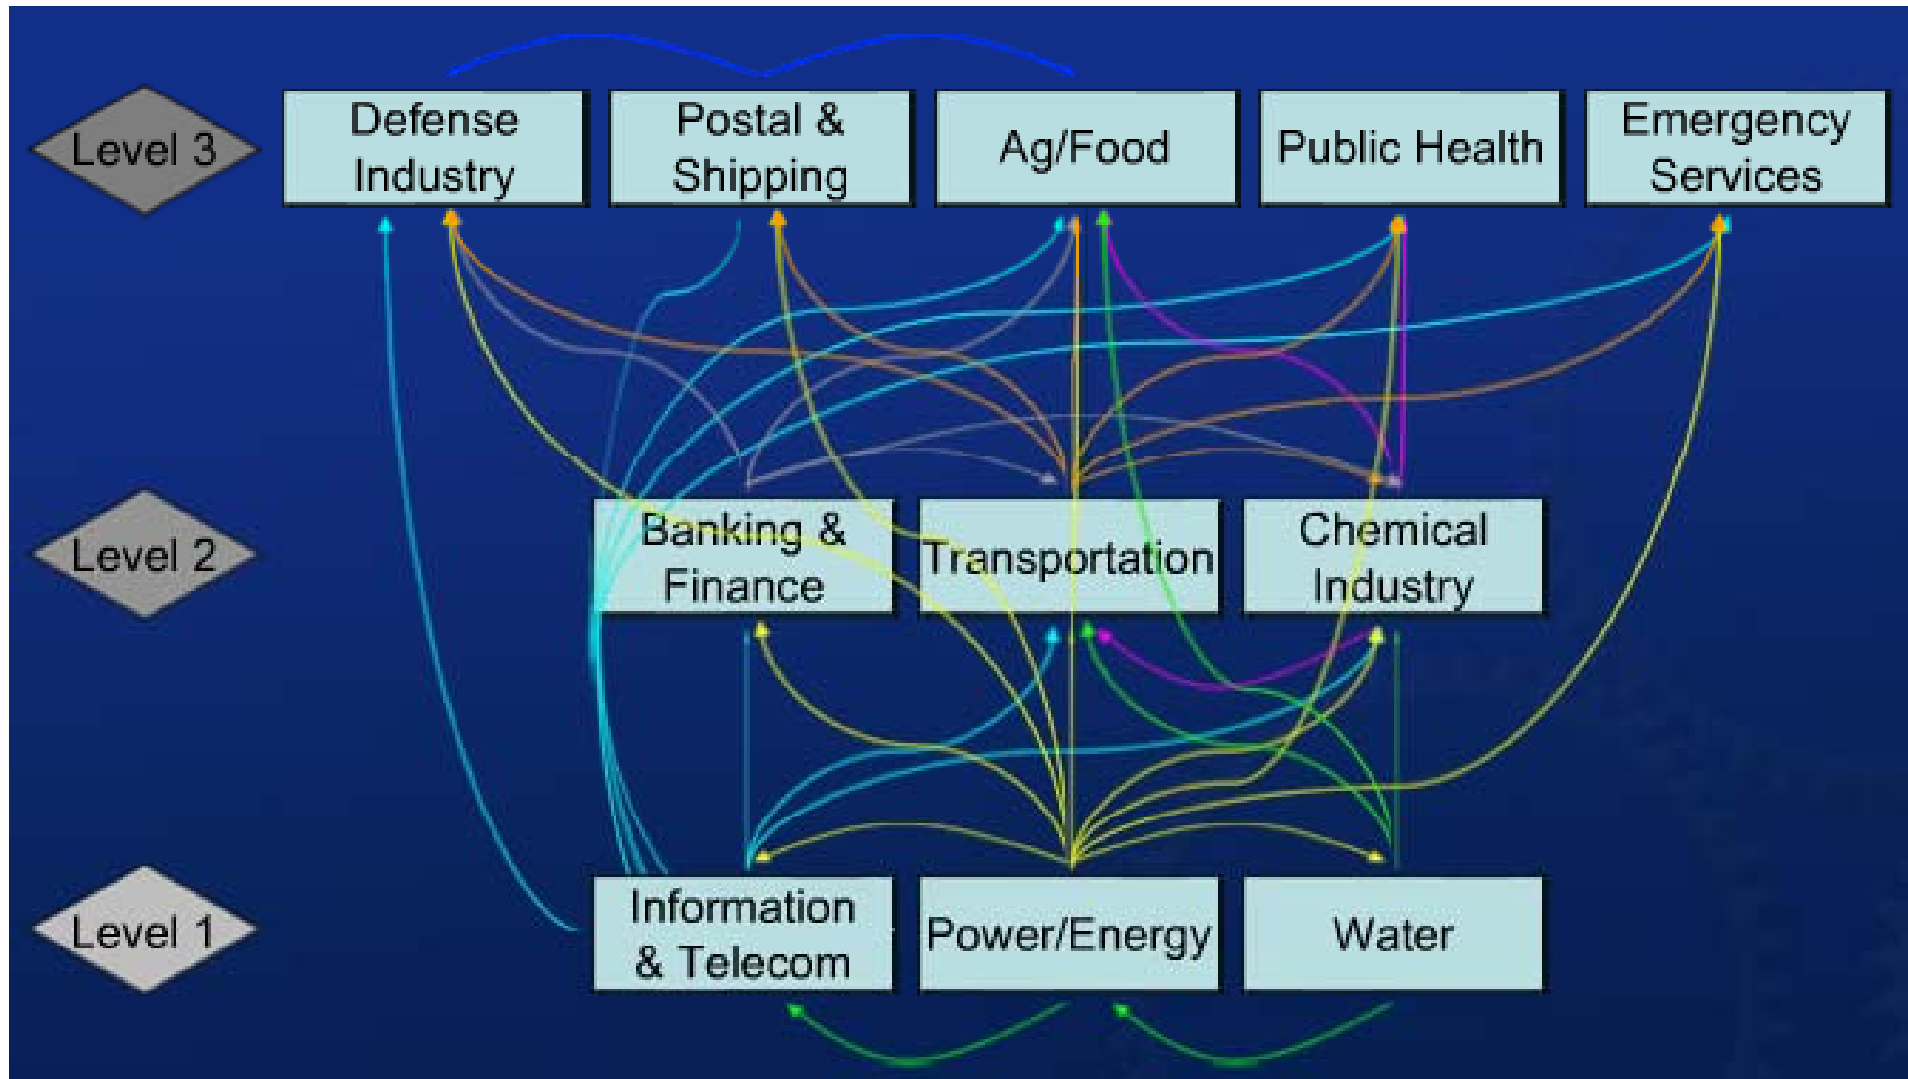 Level 3
Defense
Industry
Postal &
Shipping
Ag/Food
Public Health
Emergency
Services
Level 2
Banking &
Finance
Transportation
Chemical
Industry
Level 1
Information
& Telecom
Power/Energy
Water